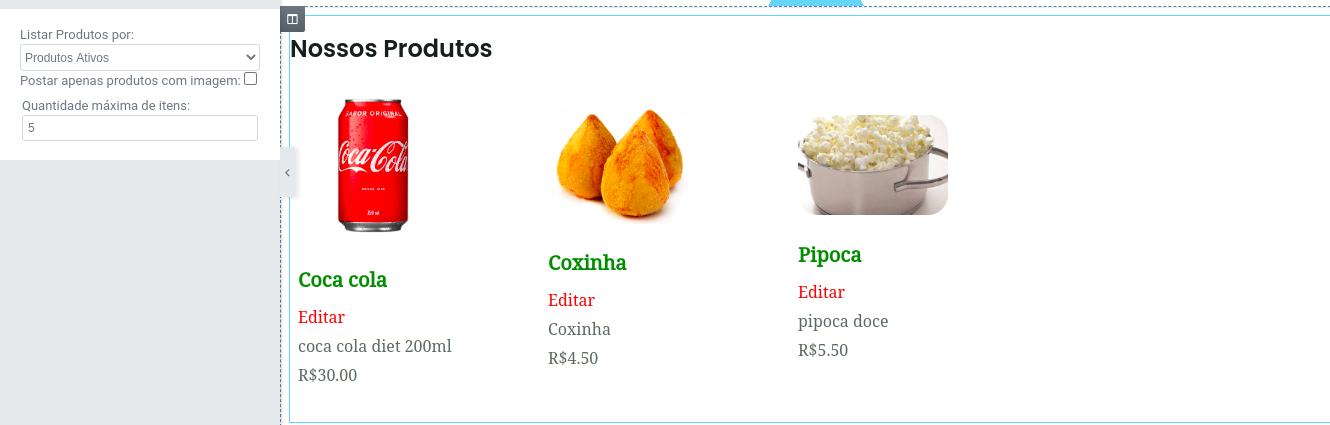 Listar Produtos por:
Produtos Ativos
Postar apenas produtos com imagem:
Quantidade máxima de itens:
5
Nossos Produtos
SABOR ORIGINAL
Coca-Cola
350 ml
Coca cola
Editar
coca cola diet 200ml
R$30.00
Coxinha
Editar
Coxinha
R$4.50
Pipoca
Editar
pipoca doce
R$5.50